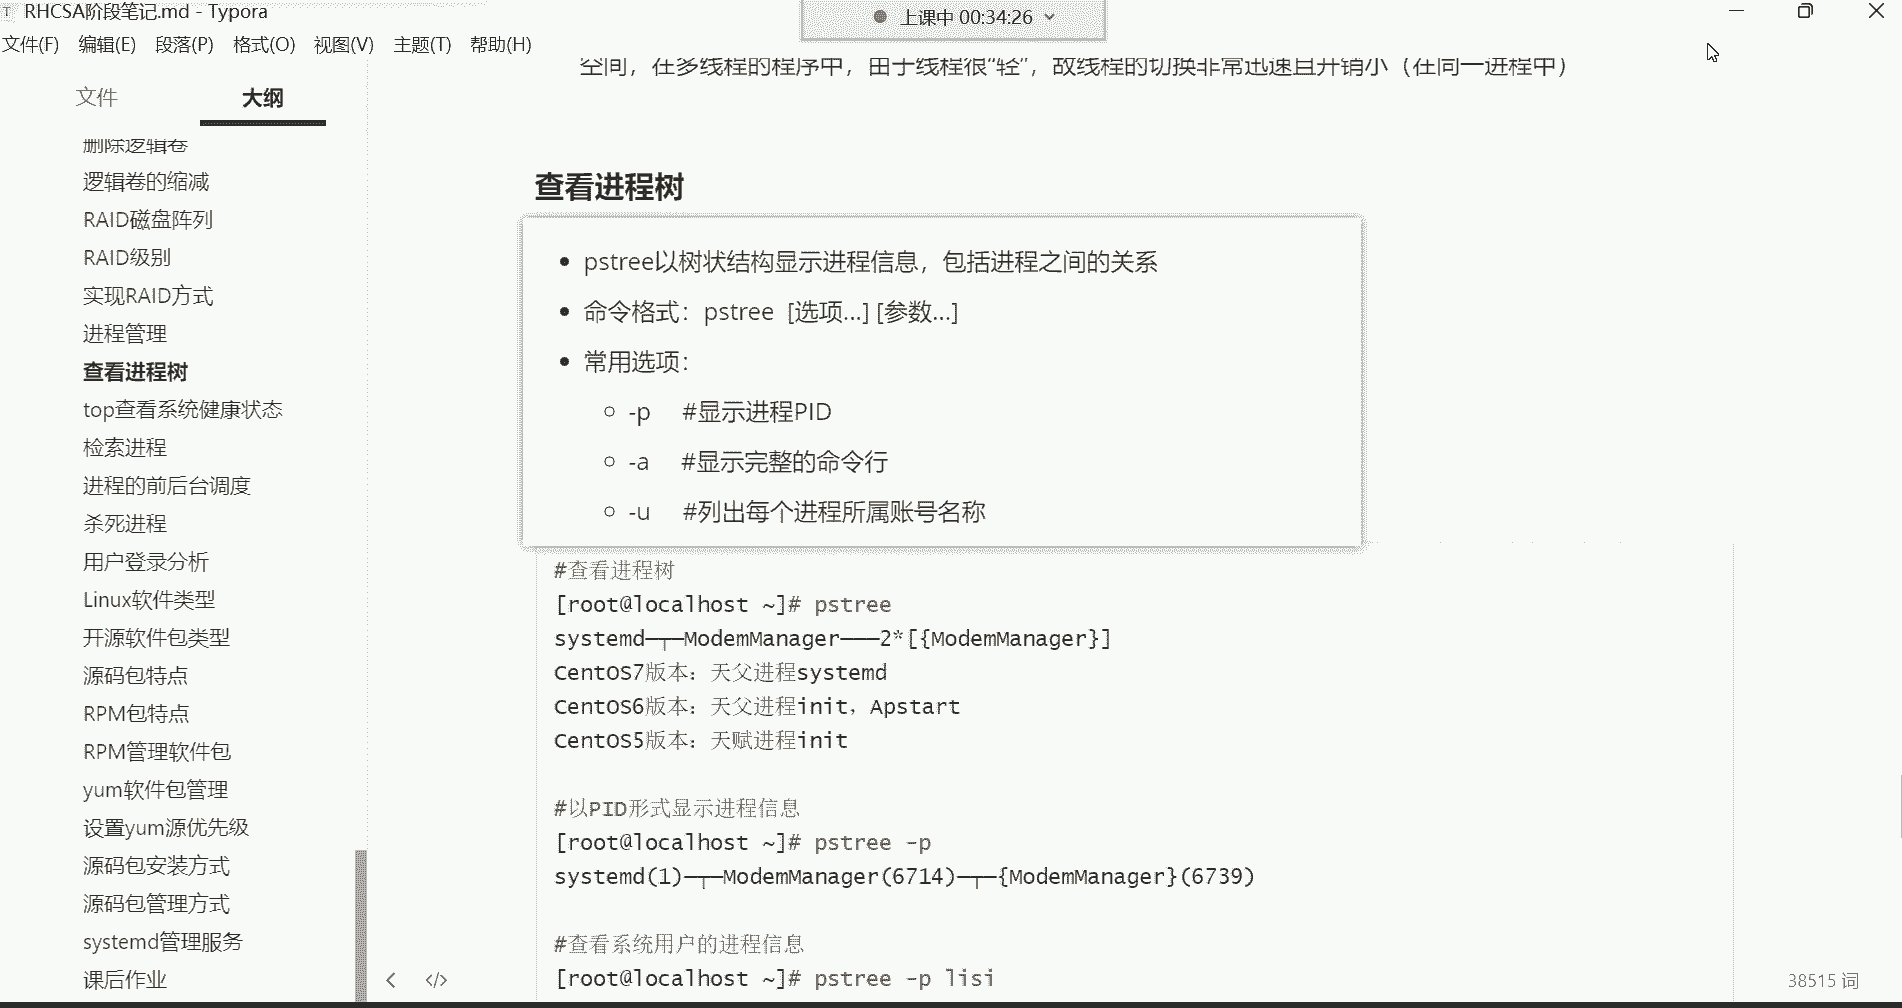 RHCSA阶段笔记.md - Typora
上课中 00:34:26
文件(F) 编辑(E) 段落(P) 格式(O) 视图(V) 主题(T) 帮助(H)
空间，在多线程的程序中，由于线程很“轻”，故线程的切换非常迅速且开销小（在同一进程中）
文件 大纲
删除逻辑卷
逻辑卷的缩减
RAID磁盘阵列
RAID级别
实现RAID方式
进程管理
查看进程树
top查看系统健康状态
检索进程
进程的前后台调度
杀死进程
用户登录分析
Linux软件类型
开源软件包类型
源码包特点
RPM包特点
RPM管理软件包
yum软件包管理
设置yum源优先级
源码包安装方式
源码包管理方式
systemd管理服务
课后作业
查看进程树
pstree以树状结构显示进程信息，包括进程之间的关系
命令格式：pstree [选项...] [参数...]
常用选项：
-p #显示进程PID
-a #显示完整的命令行
-u #列出每个进程所属账号名称
#查看进程树
[root@localhost ~]# pstree
systemd─┬─ModemManager───2*[{ModemManager}]
CentOS7版本：天父进程systemd
CentOS6版本：天父进程init，Apstart
CentOS5版本：天赋进程init
#以PID形式显示进程信息
[root@localhost ~]# pstree -p
systemd(1)─┬─ModemManager(6714)─┬─{ModemManager}(6739)
#查看系统用户的进程信息
[root@localhost ~]# pstree -p lisi
38515 词